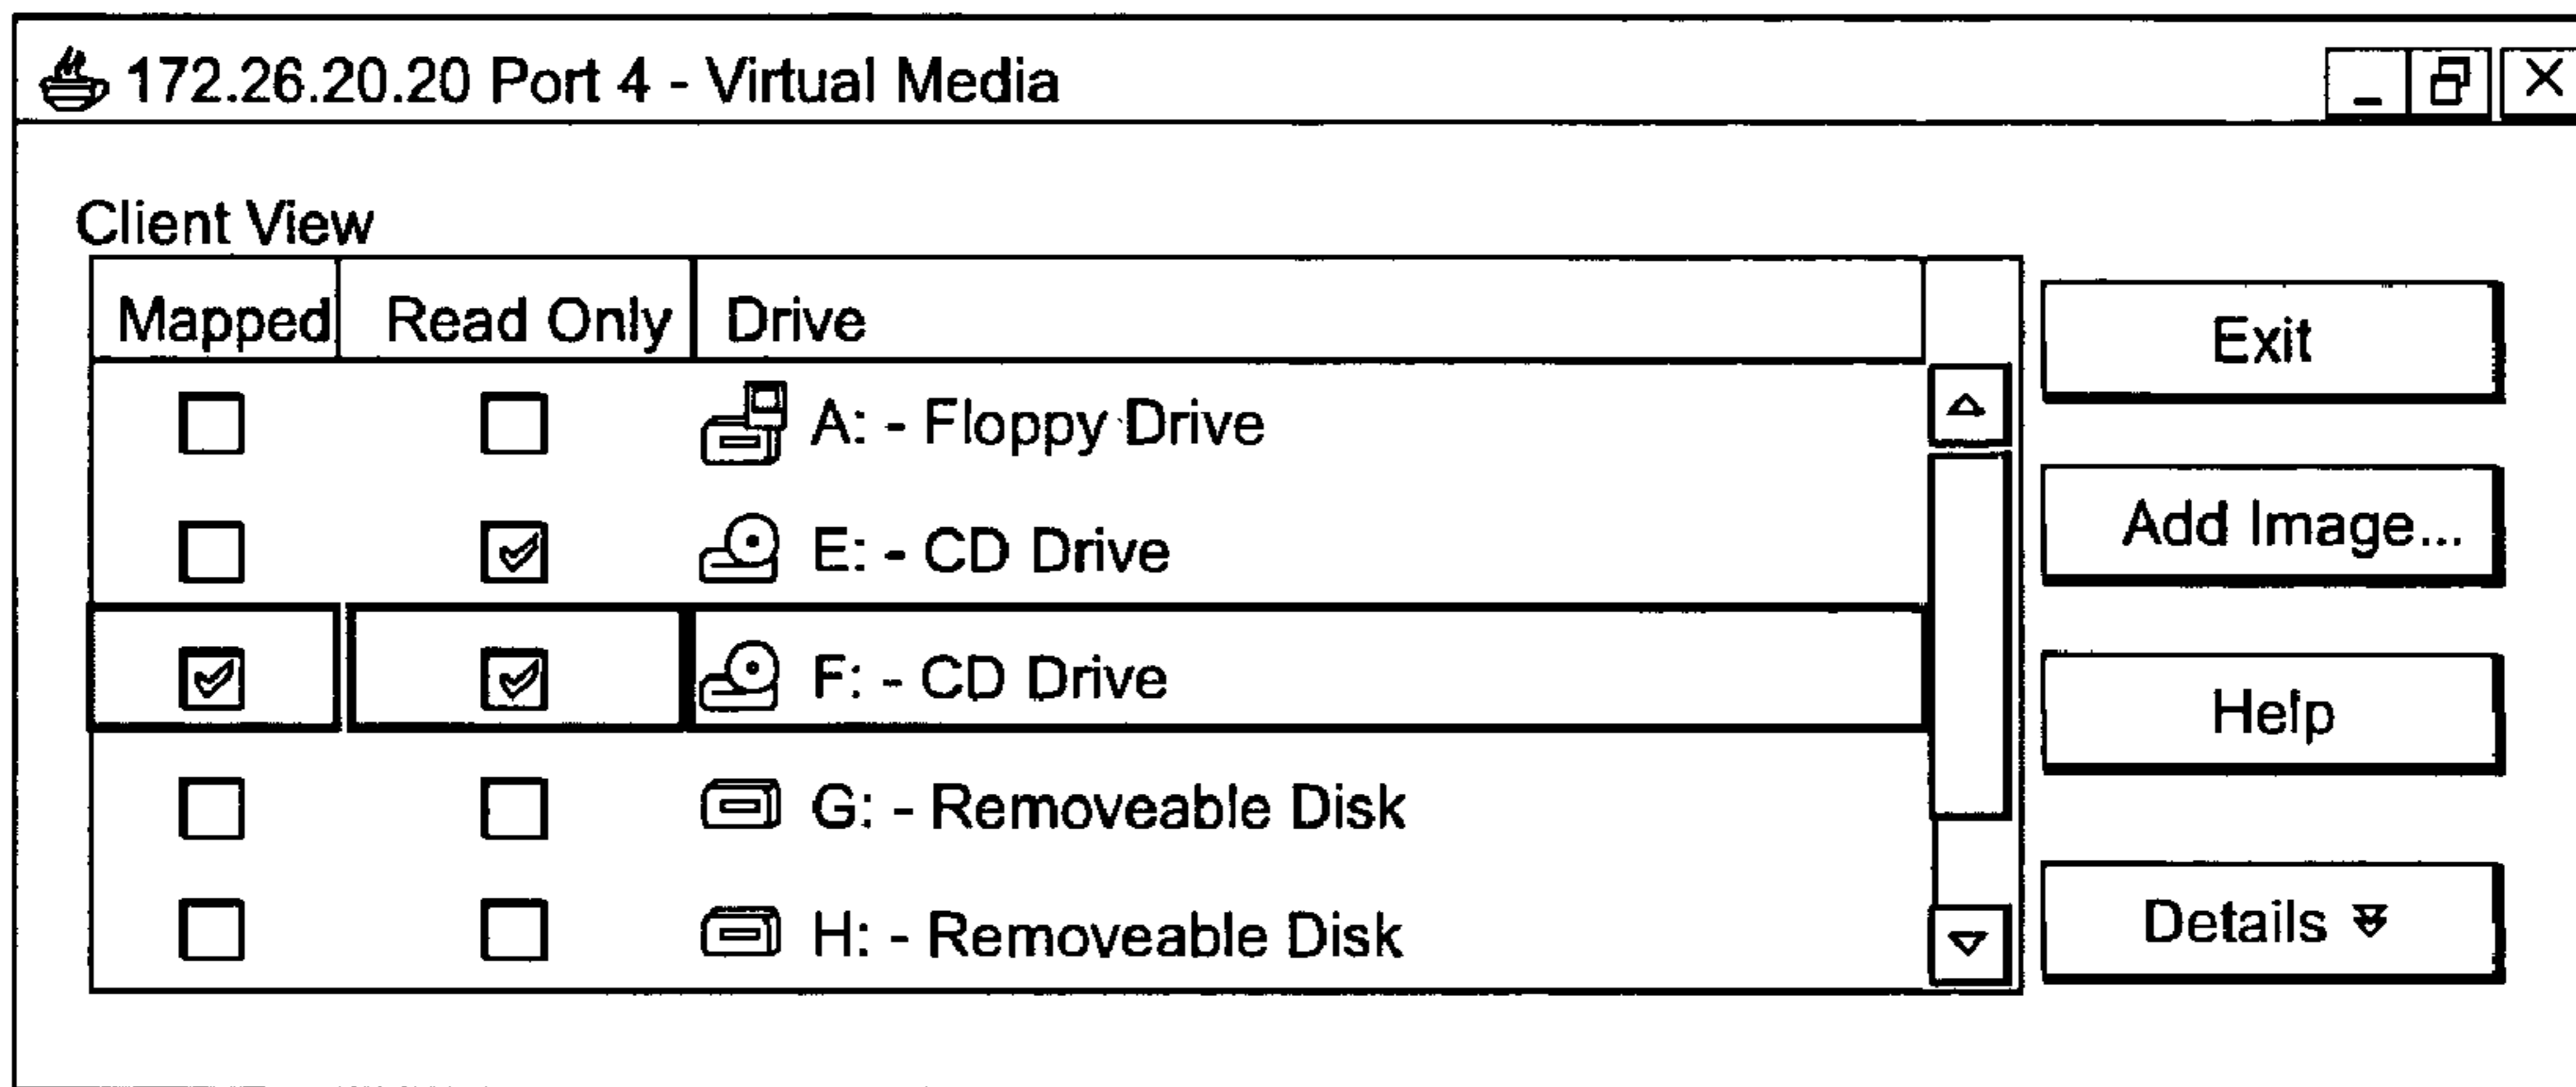 172.26.20.20 Port 4 - Virtual Media
Client View
Mapped Read Only Drive
A: - Floppy Drive
E: - CD Drive
F: - CD Drive
G: - Removeable Disk
H: - Removeable Disk
Exit
Add Image...
Help
Details